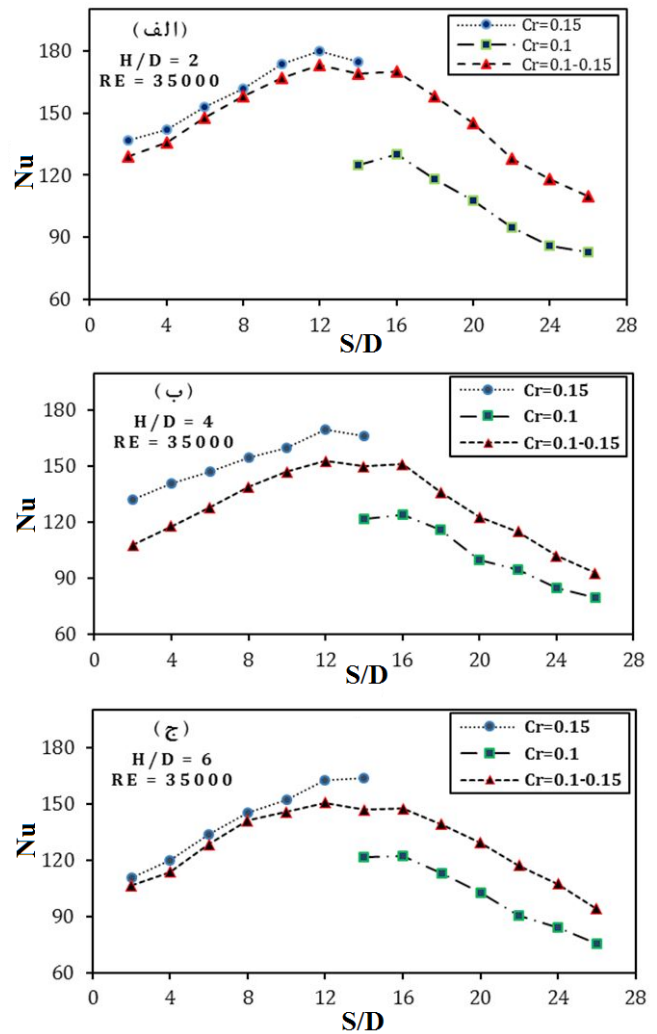 (الف)
H/D = 2
RE = 35000
Cr=0.15
Cr=0.1
Cr=0.1-0.15
180
150
120
90
60
Nu
0 4 8 12 16 20 24 28
S/D
(ب)
H/D = 4
RE = 35000
Cr=0.15
Cr=0.1
Cr=0.1-0.15
180
150
120
90
60
Nu
0 4 8 12 16 20 24 28
S/D
(ج)
H/D = 6
RE = 35000
Cr=0.15
Cr=0.1
Cr=0.1-0.15
180
150
120
90
60
Nu
0 4 8 12 16 20 24 28
S/D